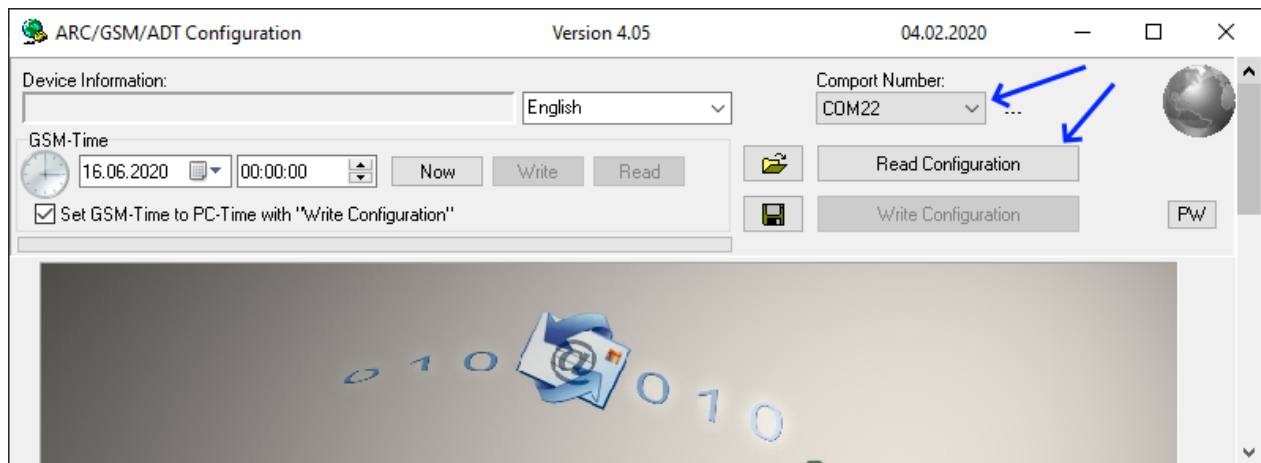 ARC/GSM/ADT Configuration Version 4.05 04.02.2020
Device Information: Comport Number:
English COM22 ...
GSM-Time
16.06.2020 00:00:00 Now Write Read Read Configuration
Set GSM-Time to PC-Time with "Write Configuration" Write Configuration PW
0 1 0 @ 0 1 0